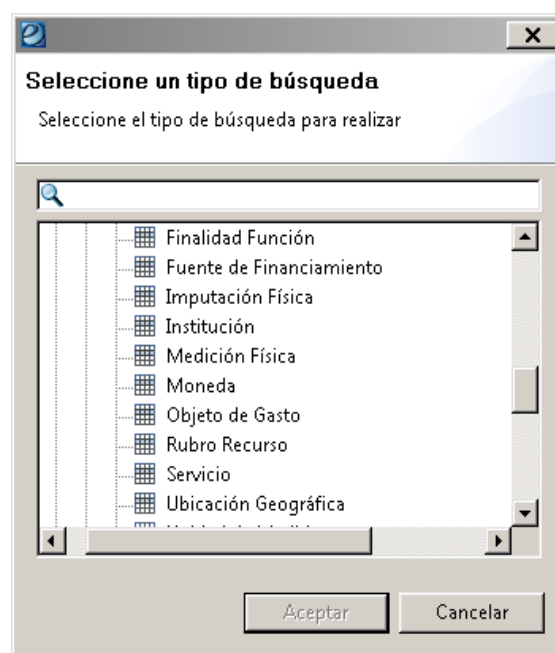 Seleccione un tipo de búsqueda
Seleccione el tipo de búsqueda para realizar
Finalidad Función
Fuente de Financiamiento
Imputación Física
Institución
Medición Física
Moneda
Objeto de Gasto
Rubro Recurso
Servicio
Ubicación Geográfica
Aceptar
Cancelar